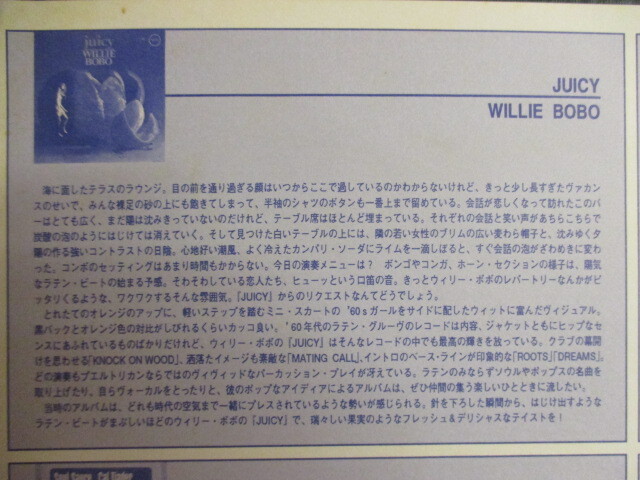 JUICY
WILLIE
BOBO
JUICY
WILLIE BOBO
海に面したテラスのラウンジ。目の前を通り過ぎる顔はいつからここで過しているのかわからないけれど、きっと少し長すぎたヴァカン
スのせいで、みんな裸足の砂の上にも飽きてしまって、半袖のシャツのボタンも一番上まで留めている。会話が恋しくなって訪れたこのバ
ーはとても広く、まだ陽は沈みきっていないのだけれど、テーブル席はほとんど埋まっている。それぞれの会話と笑い声があちらこちらで
炭酸の泡のようにはじけては消えていく。そして見つけた白いテーブルの上には、隣の若い女性のブリムの広い変わら帽子と、沈みゆく夕
陽の作る強いコントラストの日陰。心地好い潮風、よく冷えたカンパリ・ソーダにライムを一滴しぼると、すぐ会話の泡がざわめきに変わ
った。コンボのセッティングはあまり時間もかからない。今日の演奏メニューは？ ボンゴやコンガ、ホーン・セクションの様子は、陽気
なラテン・ビートの始まる予感。そわそわしている恋人たち、ヒューッという口笛の音。きっとウィリー・ボボのレパートリーなんかがピ
ッタリくるような、ワクワクするそんな雰囲気。「JUICY」からのリクエストなんてどうでしょう。
とれたてのオレンジのアップに、軽いステップを踏むミニ・スカートの '60sガールをサイドに配したウィットに富んだヴィジュアル。
黒バックとオレンジ色の対比がしびれるくらいカッコ良い。'60年代のラテン・グルーヴのレコードは内容、ジャケットともにヒップなセ
ンスにあふれているものばかりだけれど、ウィリー・ボボの「JUICY」はそんなレコードの中でも最高の輝きを放っている。クラブの幕開
けを思わせる「KNOCK ON WOOD」、洒落たイメージも素敵な「MATING CALL」、イントロのベース・ラインが印象的な「ROOTS」「DREAMS」。
どの演奏もプエルトリカンならではのヴィヴィッドなパーカッション・プレイが冴えている。ラテンのみならずソウルやポップスの名曲を
取り上げたり、自らヴォーカルをとったりと、彼のポップなアイディアによるアルバムは、ぜひ仲間の集う楽しいひとときに流したい。
当時のアルバムは、どれも時代の空気まで一緒にプレスされているような勢いが感じられる。針を下ろした瞬間から、はじけ出すような
ラテン・ビートがまぶしいほどのウィリー・ボボの「JUICY」で、瑞々しい果実のようなフレッシュ&デリシャスなテイストを！